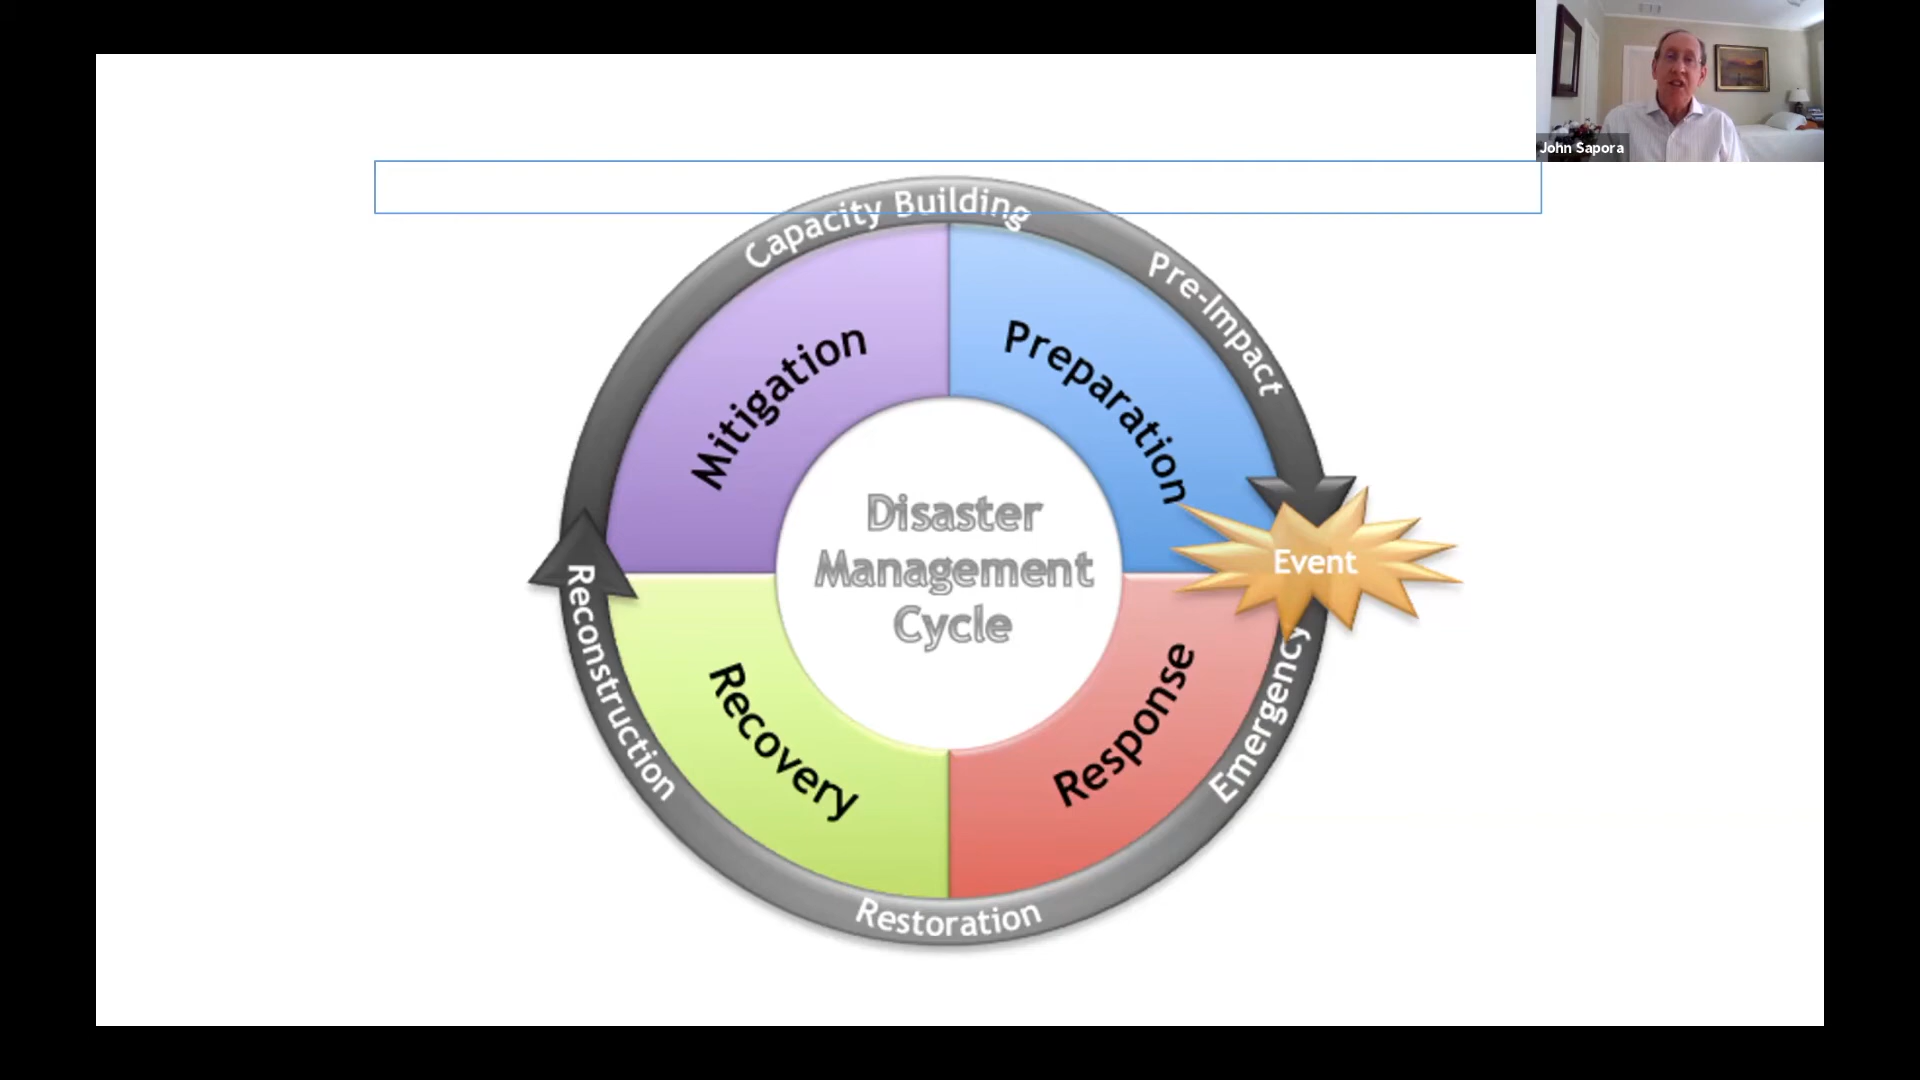 John Sapora
Capacity Building
Pre-Impact
Mitigation
Preparation
Disaster
Management
Cycle
Event
Reconstruction
Recovery
Response
Emergency
Restoration